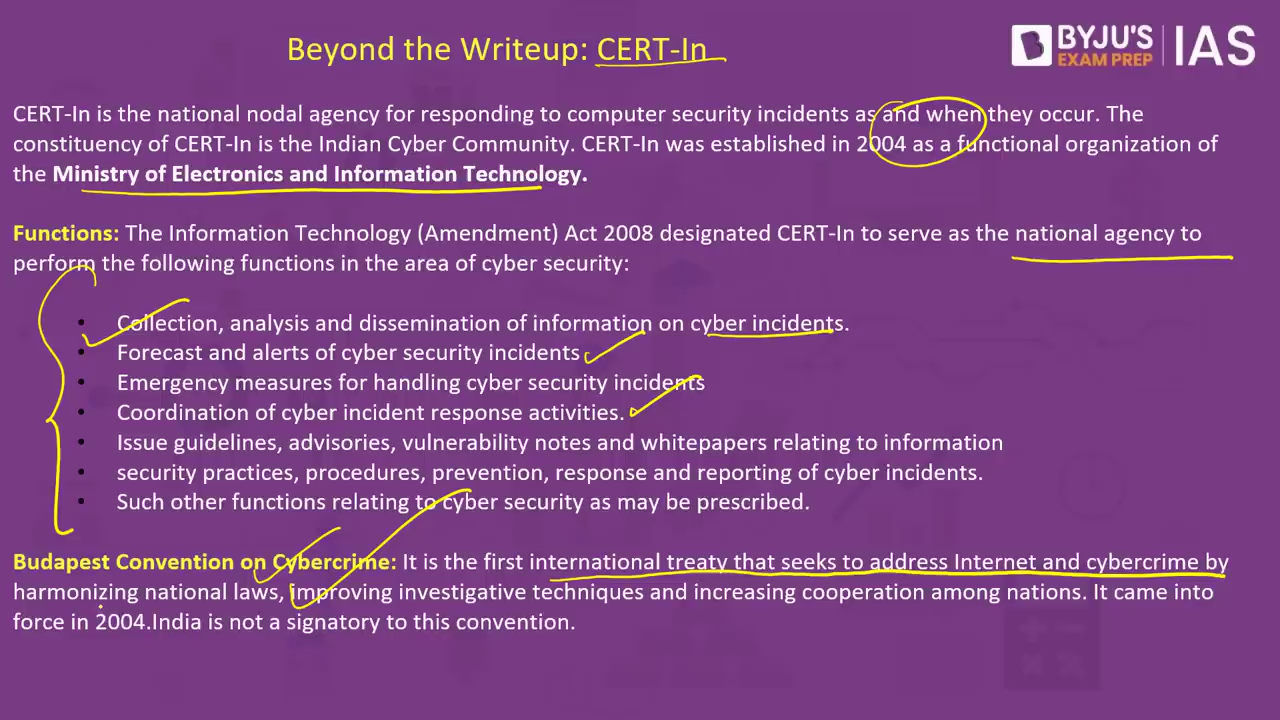 Beyond the Writeup: CERT-In
BYJU'S
EXAM PREP
IAS
CERT-In is the national nodal agency for responding to computer security incidents as and when they occur. The
constituency of CERT-In is the Indian Cyber Community. CERT-In was established in 2004 as a functional organization of
the Ministry of Electronics and Information Technology.
Functions: The Information Technology (Amendment) Act 2008 designated CERT-In to serve as the national agency to
perform the following functions in the area of cyber security:
• Collection, analysis and dissemination of information on cyber incidents.
• Forecast and alerts of cyber security incidents
• Emergency measures for handling cyber security incidents
• Coordination of cyber incident response activities.
• Issue guidelines, advisories, vulnerability notes and whitepapers relating to information
• security practices, procedures, prevention, response and reporting of cyber incidents.
• Such other functions relating to cyber security as may be prescribed.
Budapest Convention on Cybercrime: It is the first international treaty that seeks to address Internet and cybercrime by
harmonizing national laws, improving investigative techniques and increasing cooperation among nations. It came into
force in 2004.India is not a signatory to this convention.